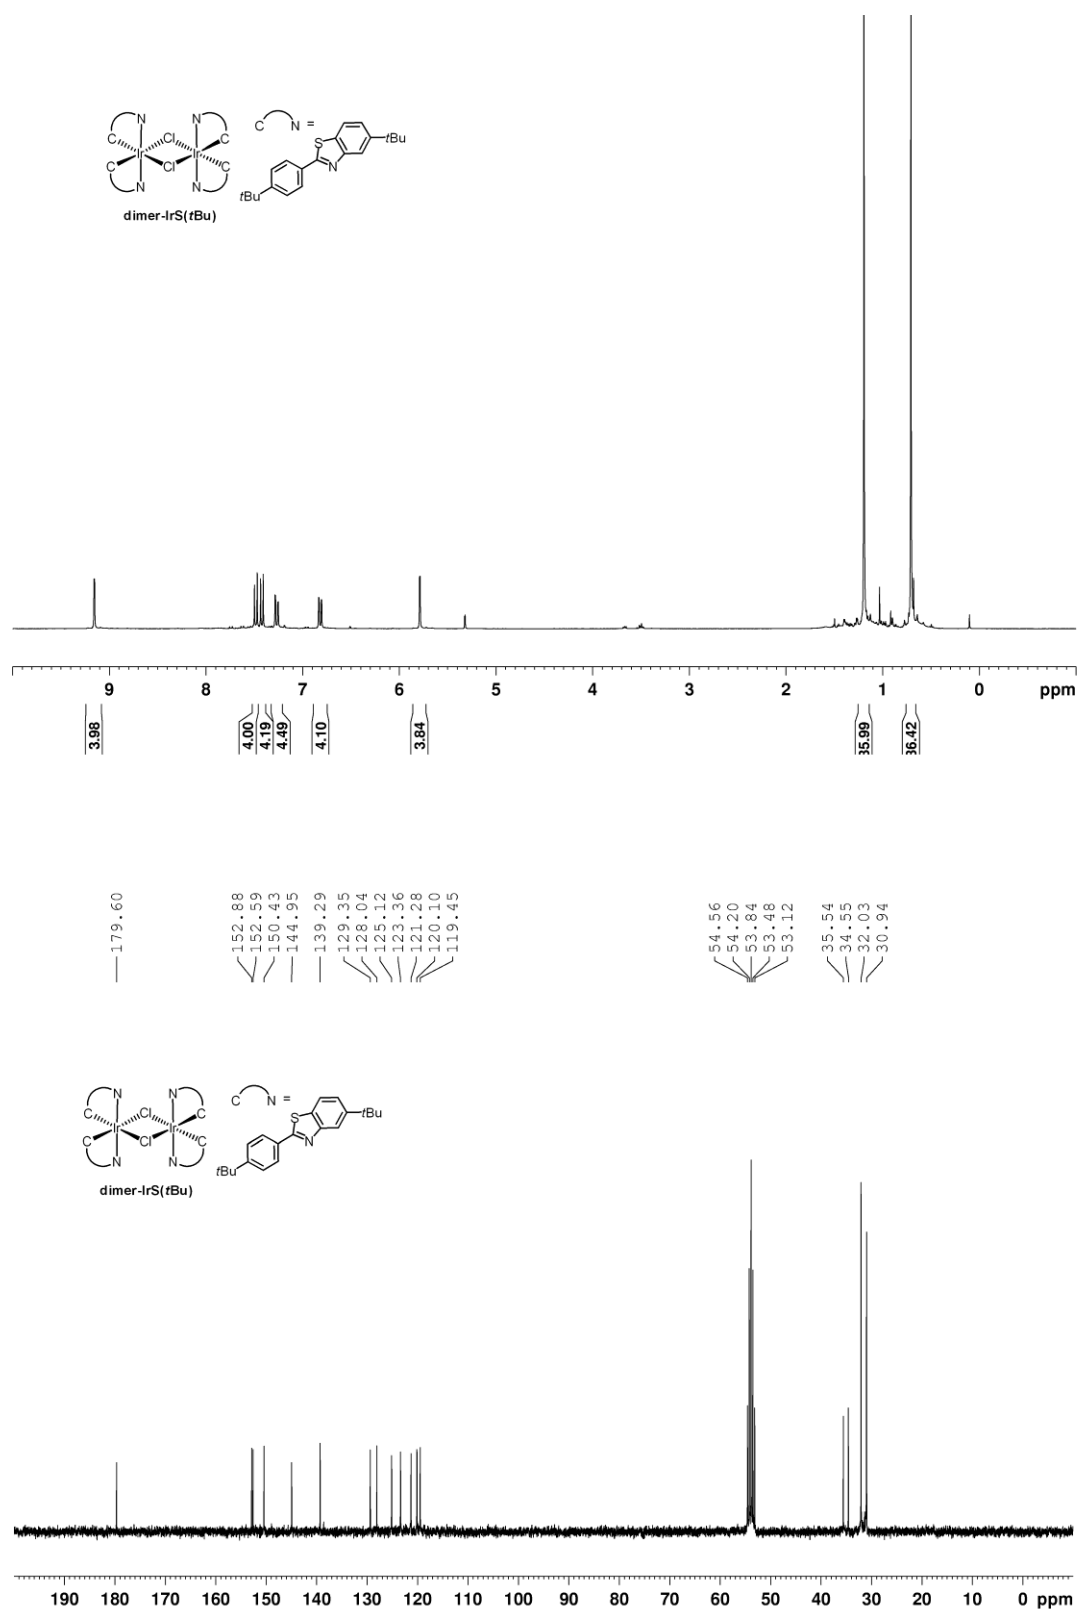 N N
C Cl C
Ir Ir
C Cl C
N N
C N =
S
N
tBu
tBu
dimer-IrS(tBu)
9 8 7 6 5 4 3 2 1 0 ppm
3.98 4.00 4.19 4.49 4.10 3.84 35.99 36.42
179.60 152.88 152.59 150.43 144.95 139.29 129.35 128.04 125.12 123.36 121.28 120.10 119.45 54.56 54.20 53.84 53.48 53.12 35.54 34.55 32.03 30.94
N N
C Cl C
Ir Ir
C Cl C
N N
C N =
S
N
tBu
tBu
dimer-IrS(tBu)
190 180 170 160 150 140 130 120 110 100 90 80 70 60 50 40 30 20 10 0 ppm